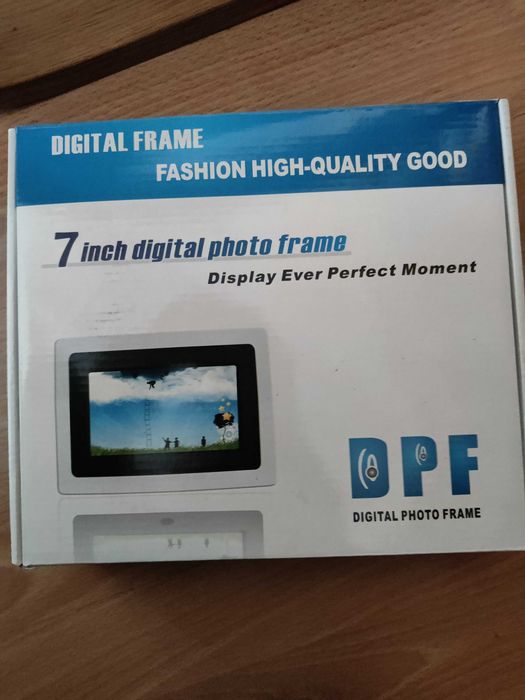 DIGITAL FRAME
FASHION HIGH-QUALITY GOOD
7 inch digital photo frame
Display Ever Perfect Moment
DPF
DIGITAL PHOTO FRAME